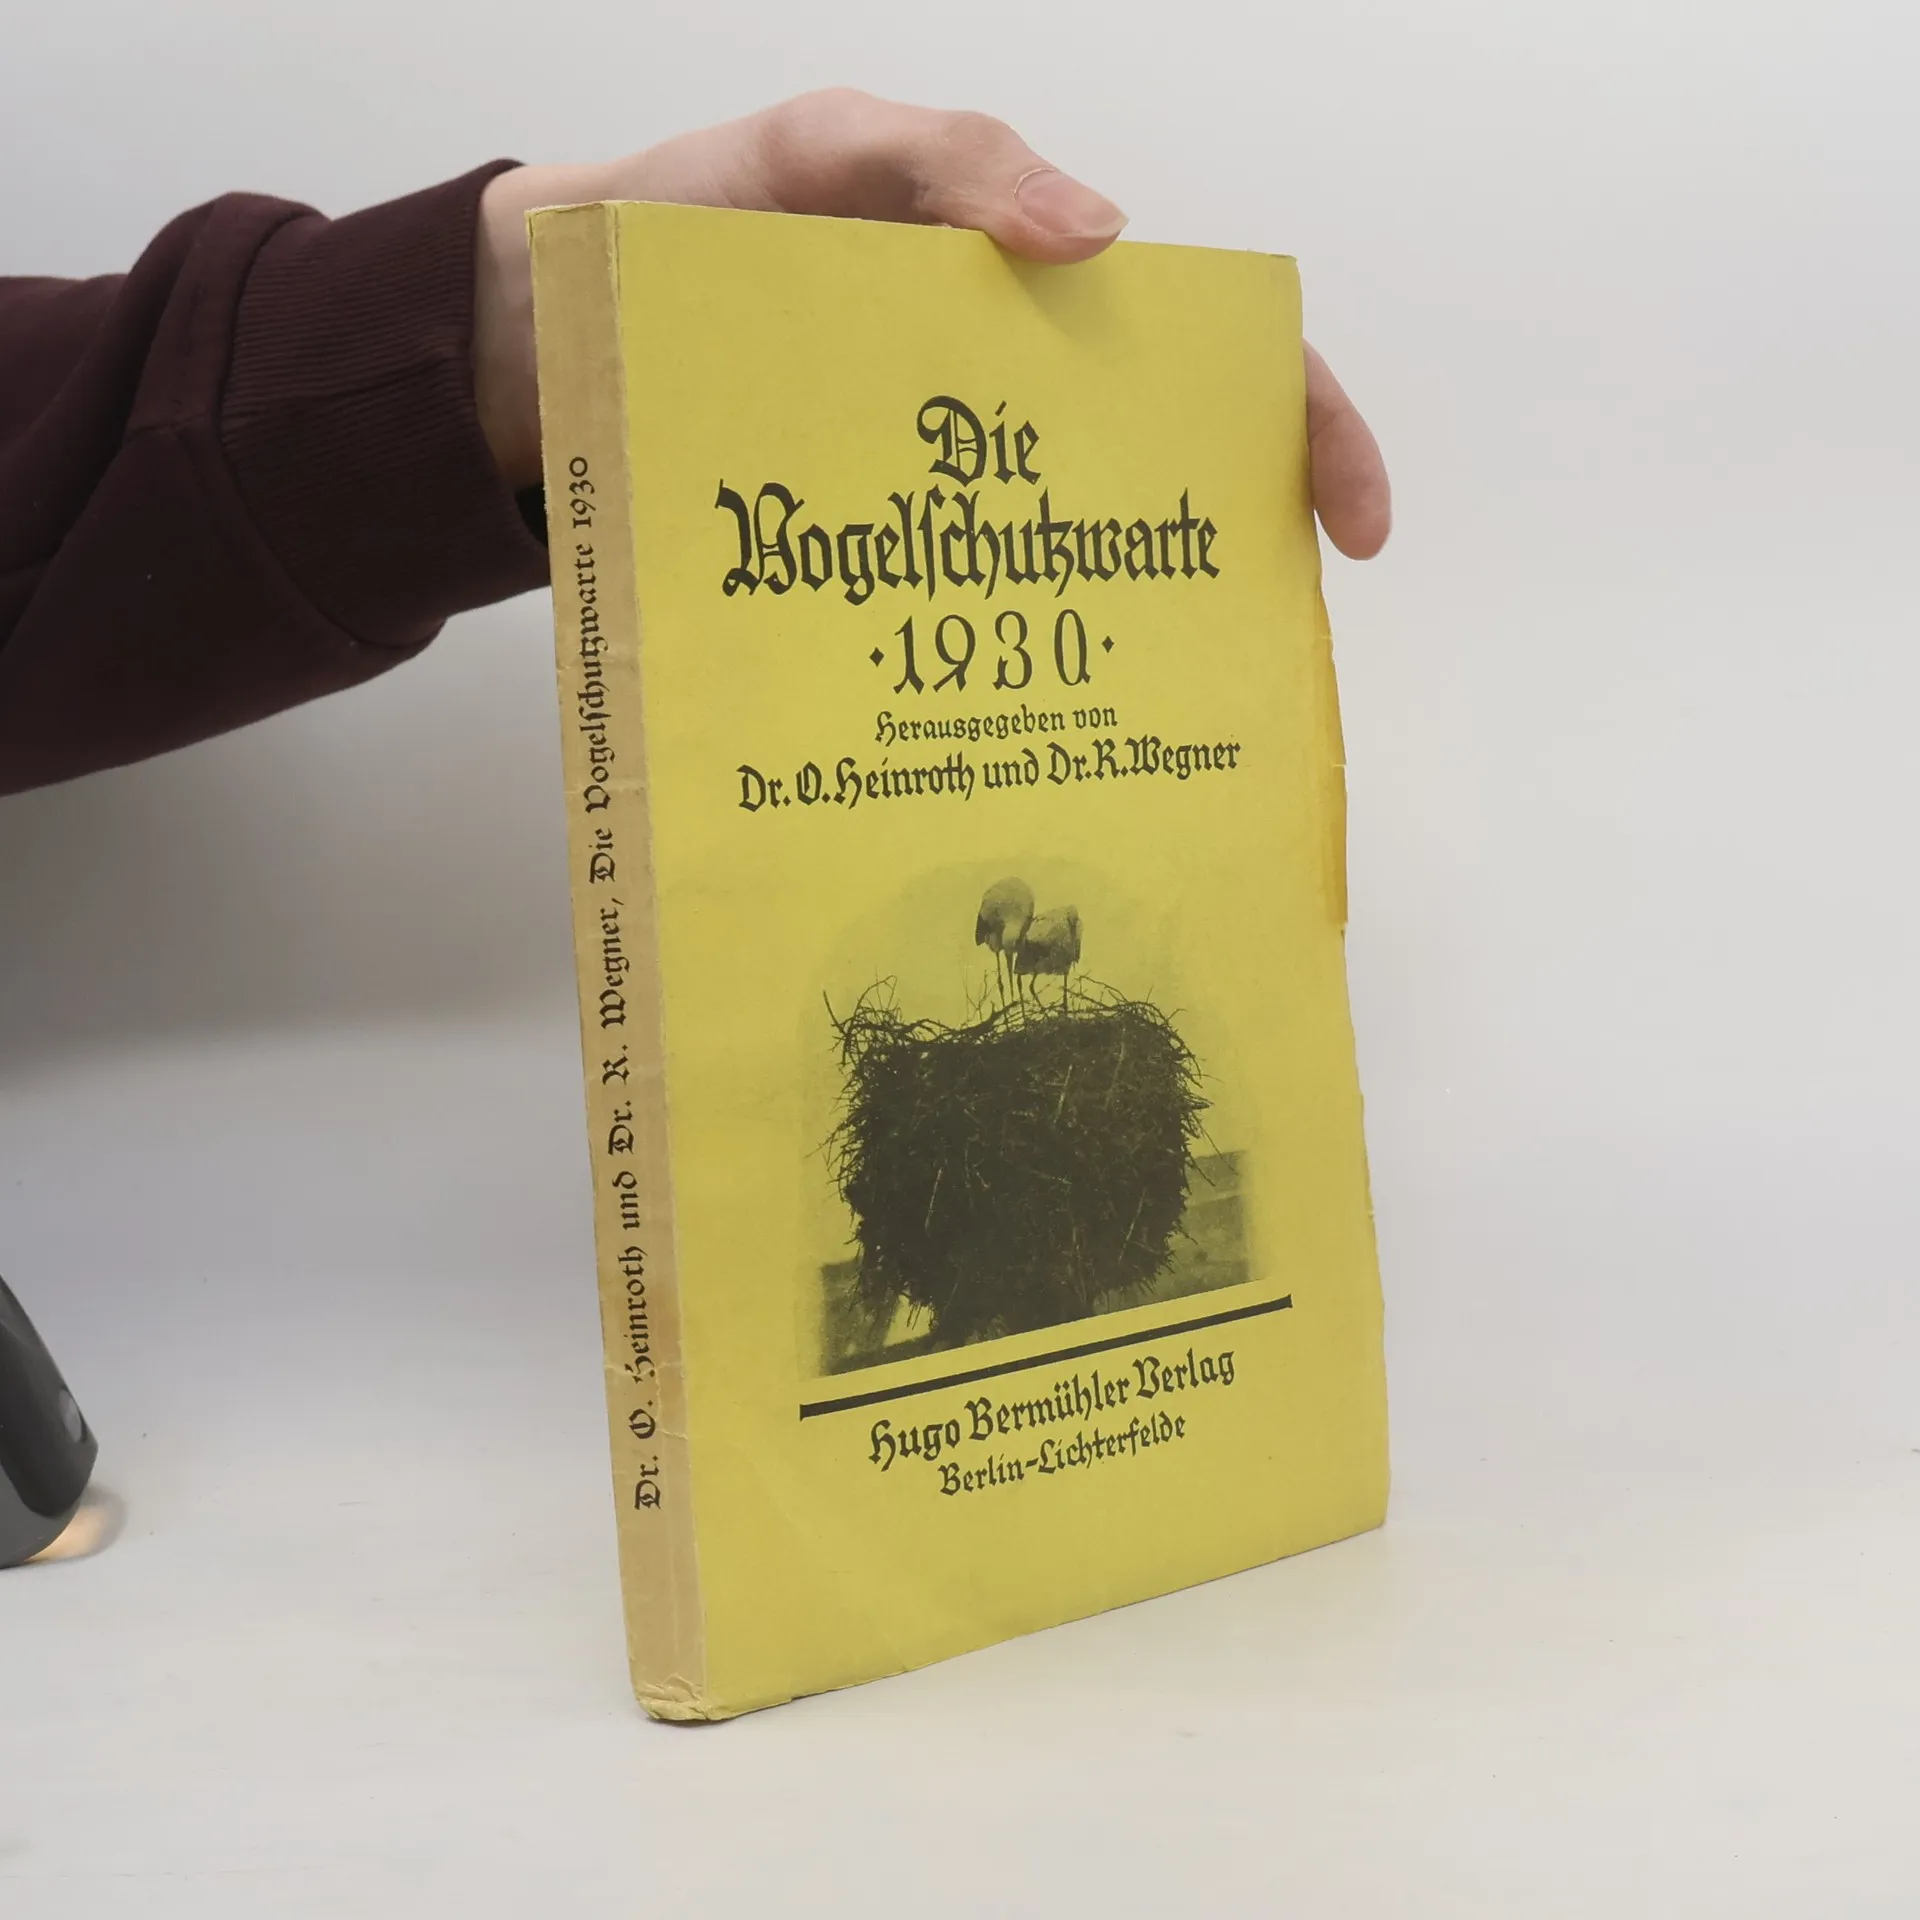 Die
Vogelſchutzwarte
·1930·
Herausgegeben von
Dr. O. Heinroth und Dr. R. Wegner
Hugo Bermühler Verlag
Berlin-Lichterfelde
Dr. O. Heinroth und Dr. R. Wegner, Die Vogelſchutzwarte 1930